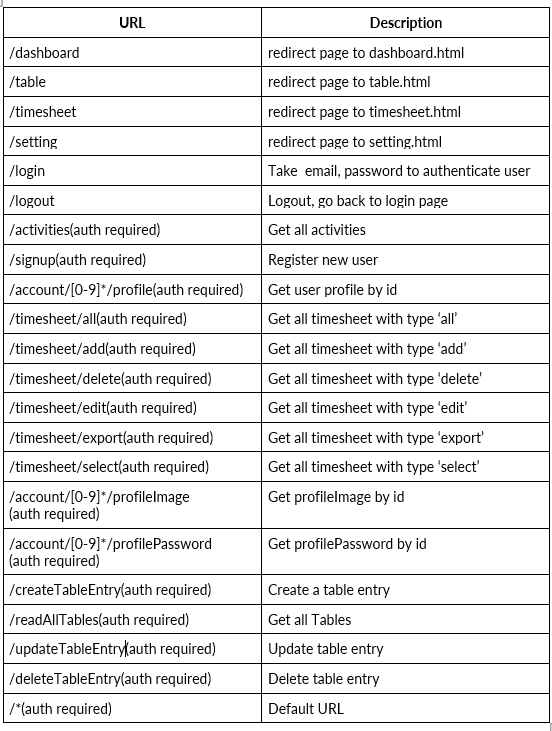 URL Description
/dashboard redirect page to dashboard.html
/table redirect page to table.html
/timesheet redirect page to timesheet.html
/setting redirect page to setting.html
/login Take  email, password to authenticate user
/logout Logout, go back to login page
/activities(auth required) Get all activities
/signup(auth required) Register new user
/account/[0-9]*/profile(auth required) Get user profile by id
/timesheet/all(auth required) Get all timesheet with type ‘all’
/timesheet/add(auth required) Get all timesheet with type ‘add’
/timesheet/delete(auth required) Get all timesheet with type ‘delete’
/timesheet/edit(auth required) Get all timesheet with type ‘edit’
/timesheet/export(auth required) Get all timesheet with type ‘export’
/timesheet/select(auth required) Get all timesheet with type ‘select’
/account/[0-9]*/profileImage Get profileImage by id
(auth required)
/account/[0-9]*/profilePassword Get profilePassword by id
(auth required)
/createTableEntry(auth required) Create a table entry
/readAllTables(auth required) Get all Tables
/updateTableEntry(auth required) Update table entry
/deleteTableEntry(auth required) Delete table entry
/*(auth required) Default URL